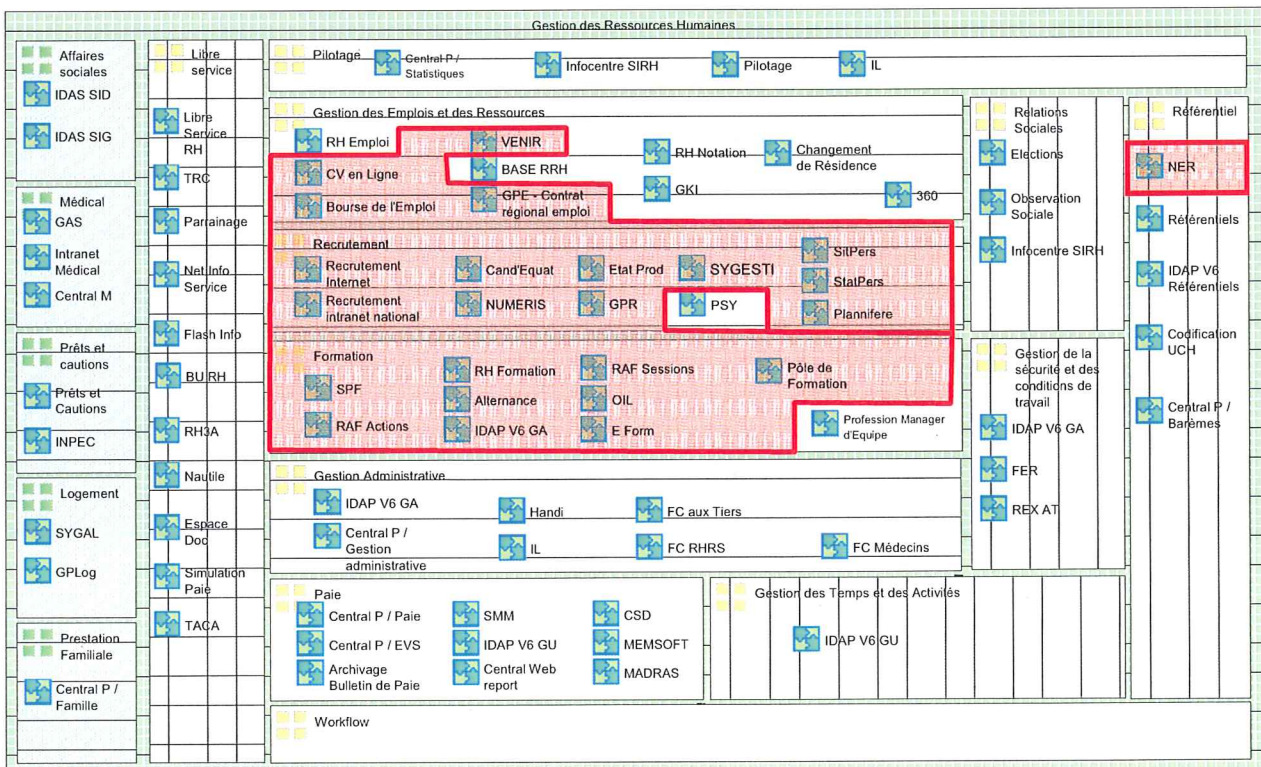 Gestion des Ressources Humaines
Affaires
sociales
IDAS SID
IDAS SIG
Médical
GAS
Intranet
Médical
Central M
Prêts et
cautions
Prêts et
Cautions
INPEC
Logement
SYGAL
GPLog
Prestation
Familiale
Central P /
Famille
Libre
service
Libre
Service
RH
TRC
Parrainage
Net Info
Service
Flash Info
BU RH
RH3A
Nautile
Espace
Doc
Simulation
Paie
TACA
Pilotage
Central P /
Statistiques
Infocentre SIRH
Pilotage
IL
Gestion des Emplois et des Ressources
RH Emploi
VENIR
RH Notation
Changement
de Résidence
CV en Ligne
BASE RRH
GKI
360
Bourse de l'Emploi
GPE - Contrat
régional emploi
Recrutement
Recrutement
Internet
Cand'Equat
Etat Prod
SYGESTI
SitPers
StatPers
Recrutement
intranet national
NUMERIS
GPR
PSY
Plannifere
Formation
SPF
RH Formation
RAF Sessions
Pôle de
Formation
Alternance
OIL
RAF Actions
IDAP V6 GA
E Form
Profession Manager
d'Equipe
Gestion Administrative
IDAP V6 GA
Handi
FC aux Tiers
Central P /
Gestion
administrative
IL
FC RHRS
FC Médecins
Paie
Central P / Paie
SMM
CSD
Central P / EVS
IDAP V6 GU
MEMSOFT
Archivage
Bulletin de Paie
Central Web
report
MADRAS
Gestion des Temps et des Activités
IDAP V6 GU
Workflow
Relations
Sociales
Elections
Observation
Sociale
Infocentre SIRH
Gestion de la
sécurité et des
conditions de
travail
IDAP V6 GA
FER
REX AT
Référentiel
NER
Référentiels
IDAP V6
Référentiels
Codification
UCH
Central P /
Barèmes